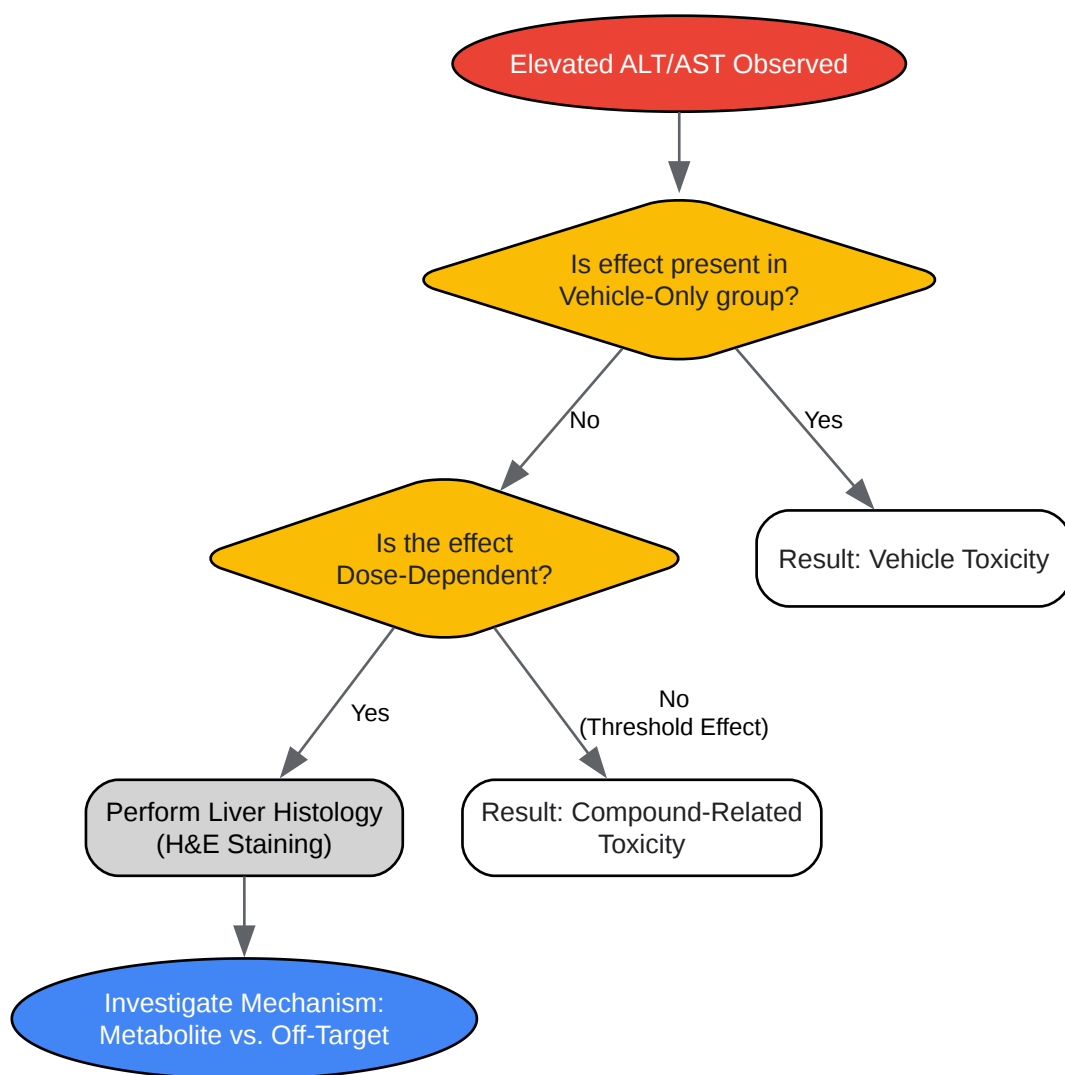 Elevated ALT/AST Observed
Is effect present in
Vehicle-Only group?
No
Yes
Is the effect
Dose-Dependent?
Result: Vehicle Toxicity
Yes
No
(Threshold Effect)
Perform Liver Histology
(H&E Staining)
Result: Compound-Related
Toxicity
Investigate Mechanism:
Metabolite vs. Off-Target